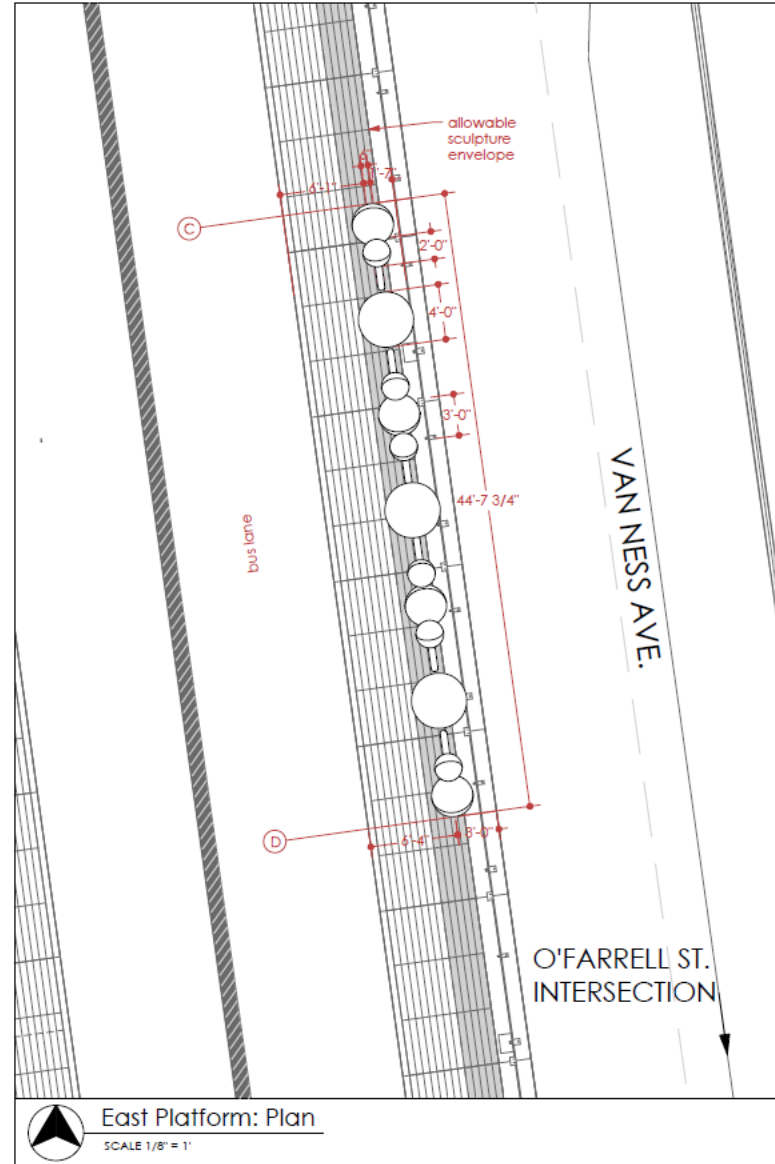 allowable
sculpture
envelope
6"
1'-7"
6'-1"
C
2'-0"
4'-0"
3'-0"
44'-7 3/4"
bus lane
VAN NESS AVE.
D
6'-4"
3'-0"
O'FARRELL ST.
INTERSECTION
East Platform: Plan
SCALE 1/8" = 1'